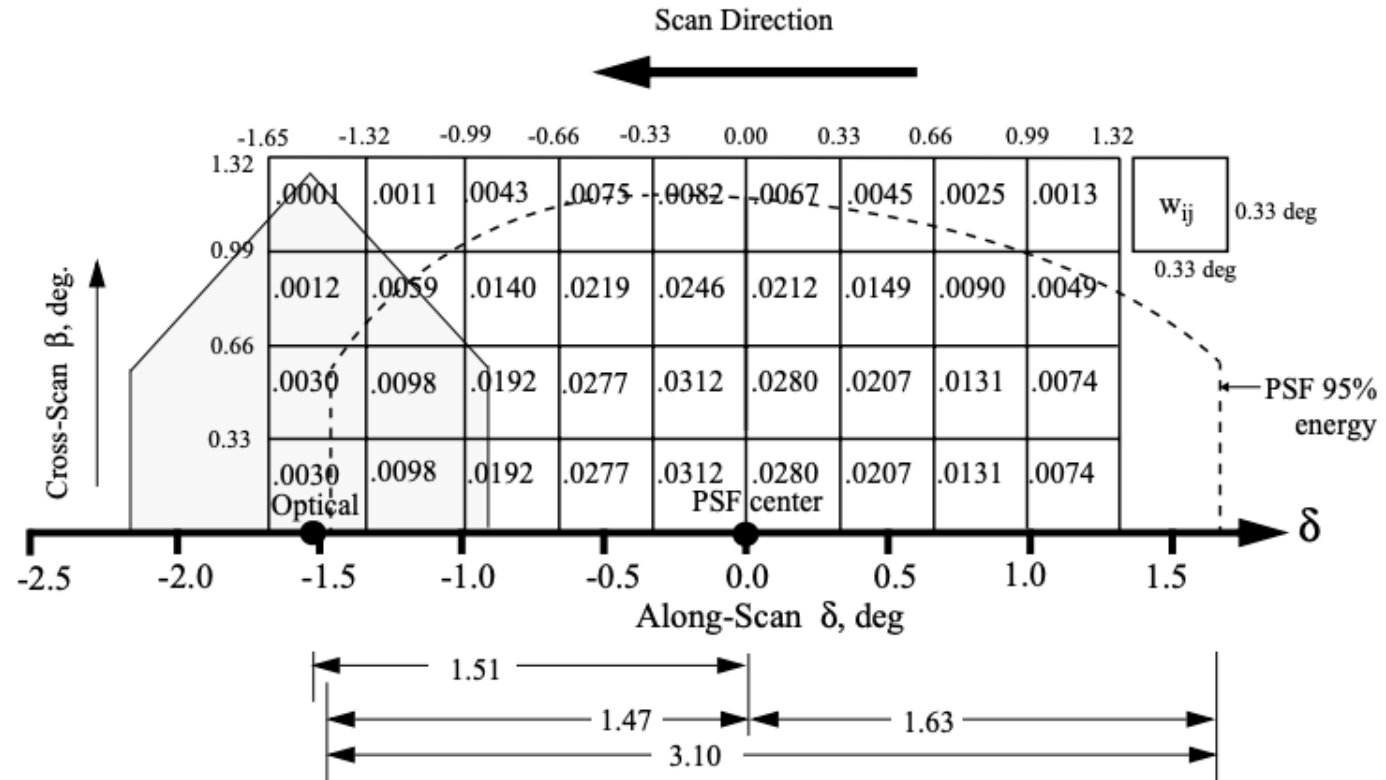 Scan Direction
-1.65 -1.32 -0.99 -0.66 -0.33 0.00 0.33 0.66 0.99 1.32
1.32
.0001 .0011 .0043 .0075 .0082 .0067 .0045 .0025 .0013
wij 0.33 deg
0.99
0.33 deg
.0012 .0059 .0140 .0219 .0246 .0212 .0149 .0090 .0049
0.66
.0030 .0098 .0192 .0277 .0312 .0280 .0207 .0131 .0074
PSF 95%
energy
0.33
.0030 .0098 .0192 .0277 .0312 .0280 .0207 .0131 .0074
Cross-Scan β, deg.
Optical PSF center
δ
-2.5 -2.0 -1.5 -1.0 -0.5 0.0 0.5 1.0 1.5
Along-Scan δ, deg
1.51
1.47 1.63
3.10